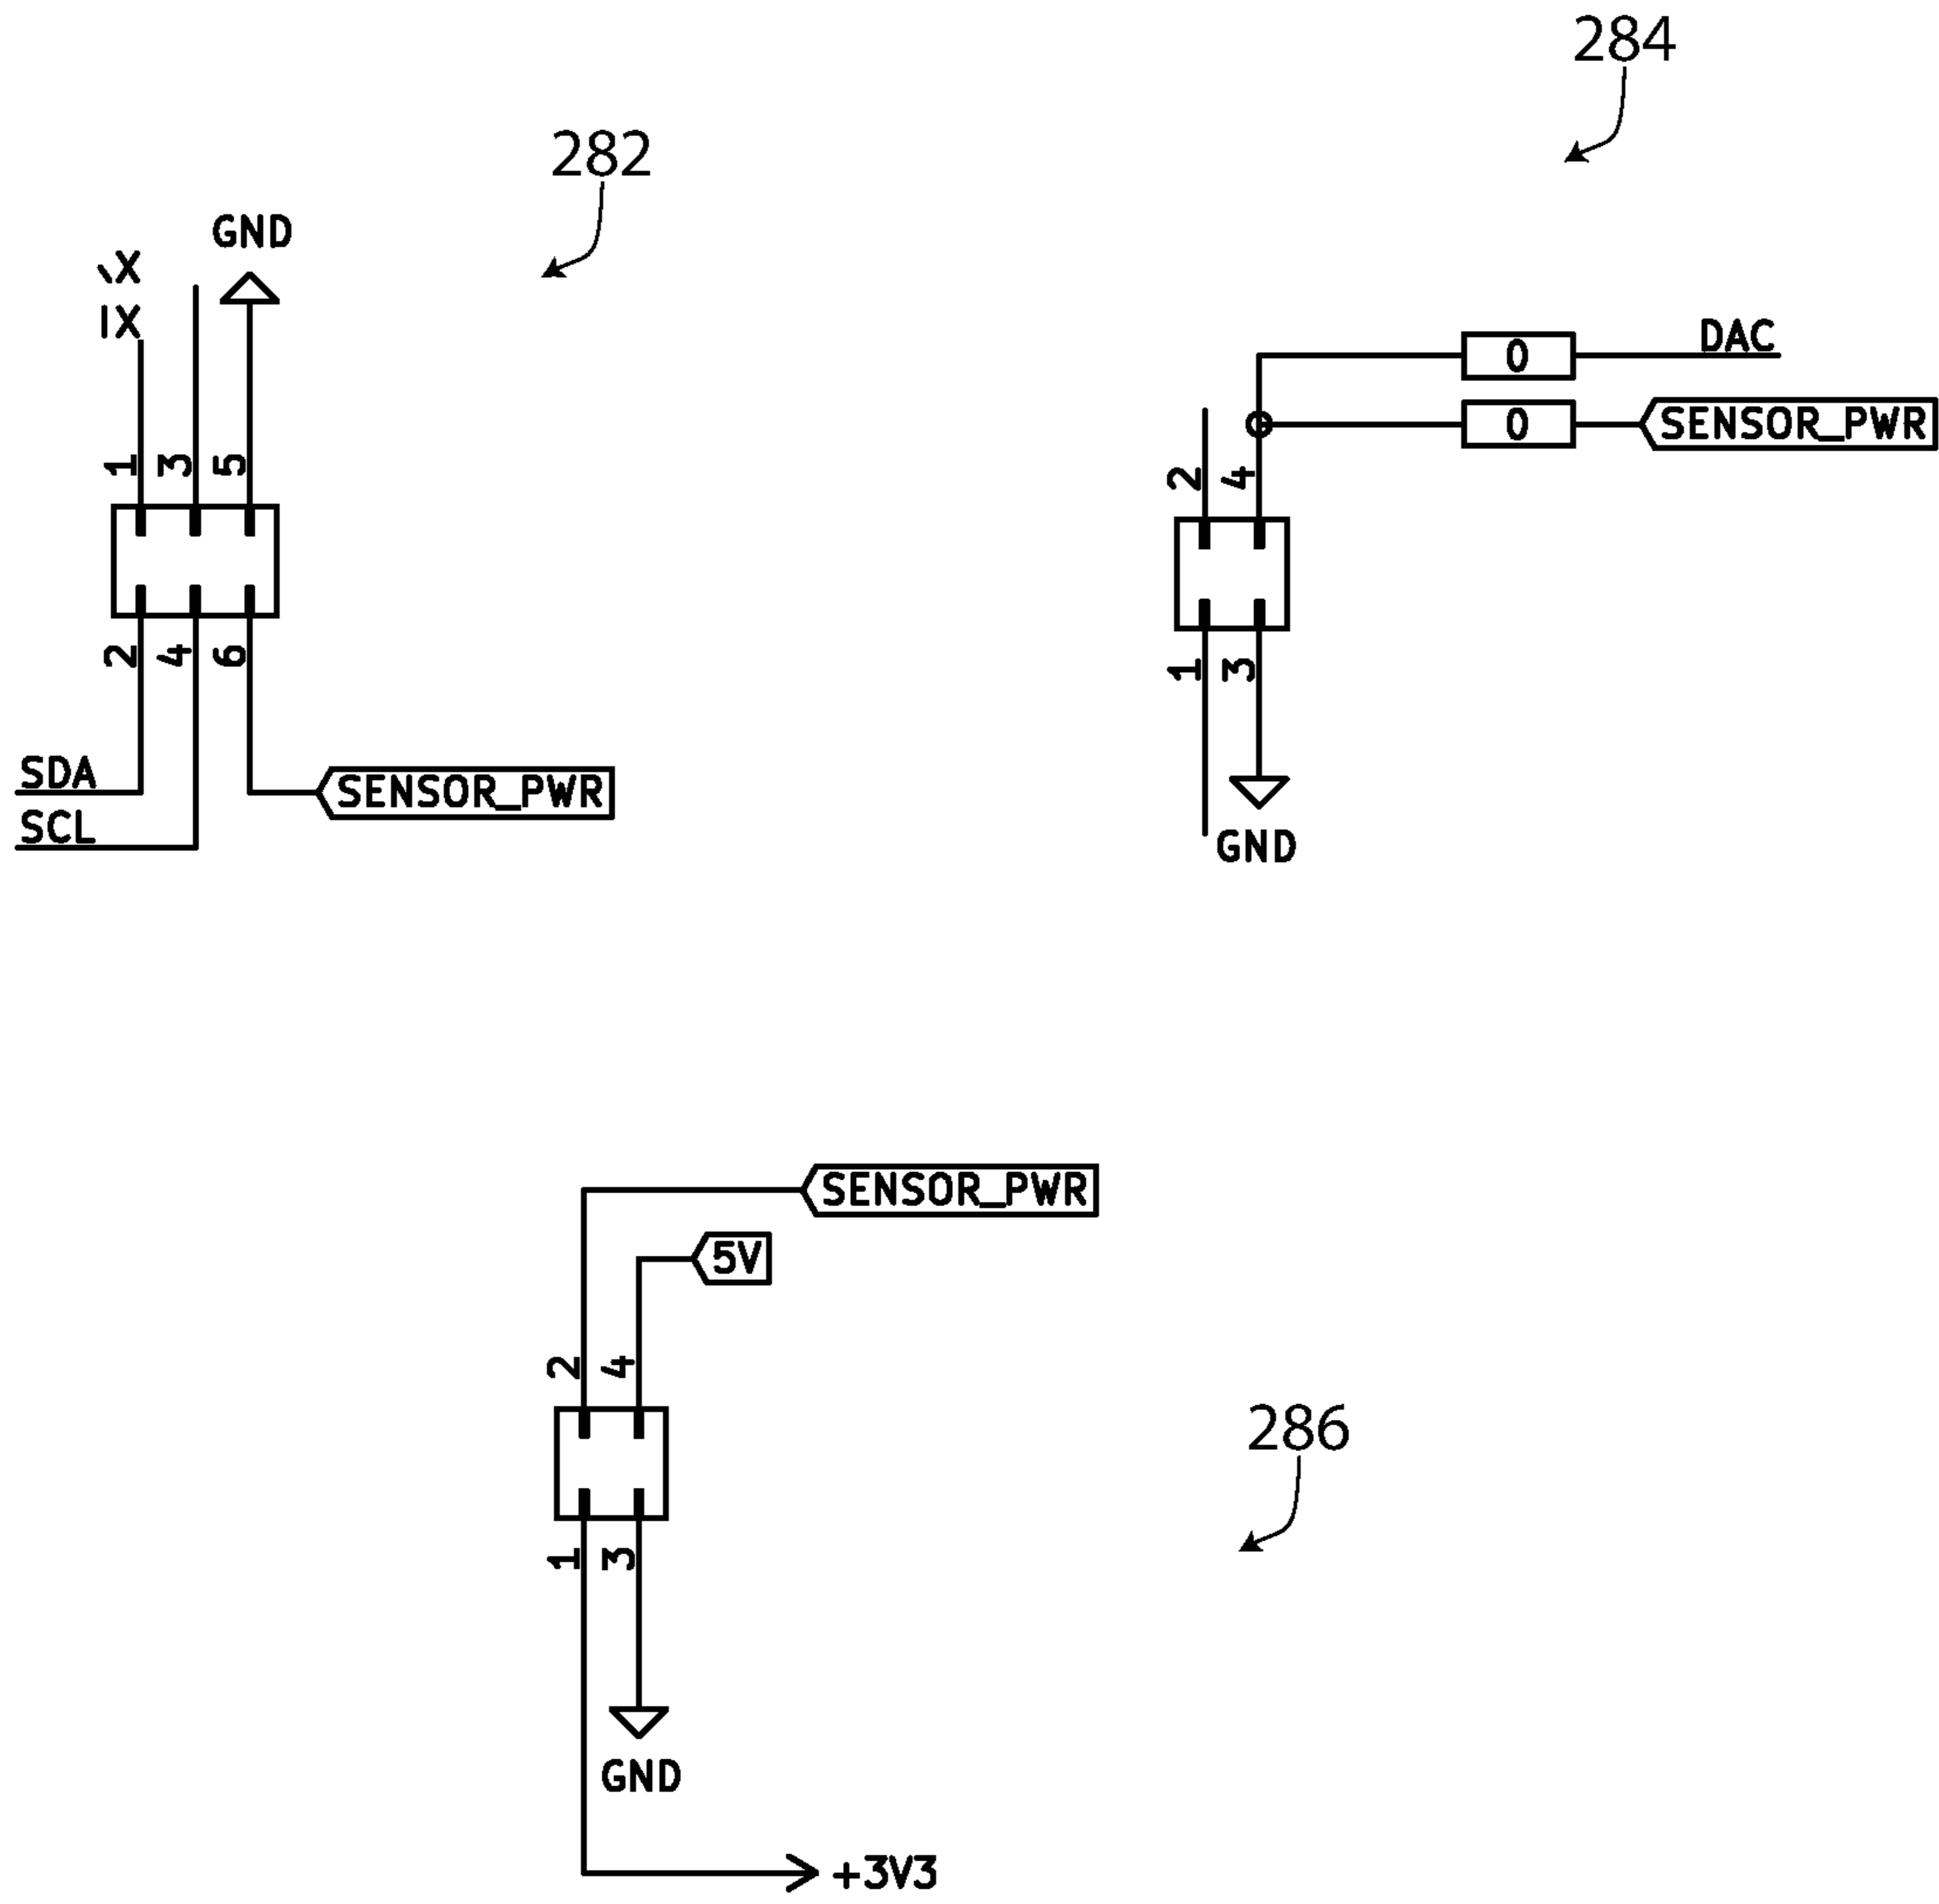 284
282
GND
1 3 5
2 4 6
SDA
SCL
SENSOR_PWR
0 DAC
0 SENSOR_PWR
2 4
1 3
GND
SENSOR_PWR
5V
2 4
1 3
GND
+3V3
286